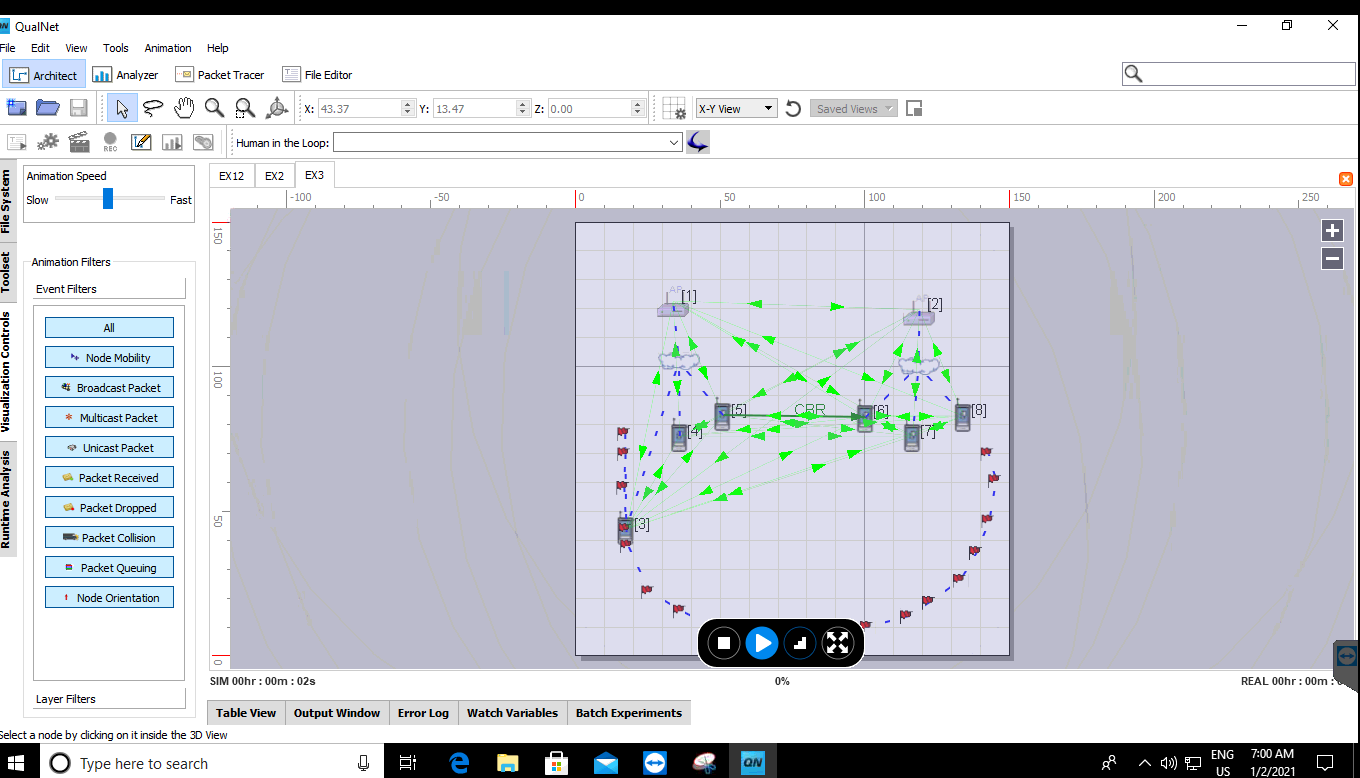 QN QualNet
File Edit View Tools Animation Help
Architect Analyzer Packet Tracer File Editor
X: 43.37 Y: 13.47 Z: 0.00 X-Y View Saved Views
REC Human in the Loop:
File System
Toolset
Visualization Controls
Runtime Analysis
Animation Speed
Slow Fast
Animation Filters
Event Filters
All
Node Mobility
Broadcast Packet
Multicast Packet
Unicast Packet
Packet Received
Packet Dropped
Packet Collision
Packet Queuing
Node Orientation
Layer Filters
EX12 EX2 EX3
-100 -50 0 50 100 150 200 250
150
100
50
0
AP [1]
AP [2]
[5] CBR [6] [8]
[4] [7]
[3]
SIM 00hr : 00m : 02s 0% REAL 00hr : 00m :
Table View Output Window Error Log Watch Variables Batch Experiments
Select a node by clicking on it inside the 3D View
Type here to search
QN
ENG 7:00 AM
US 1/2/2021